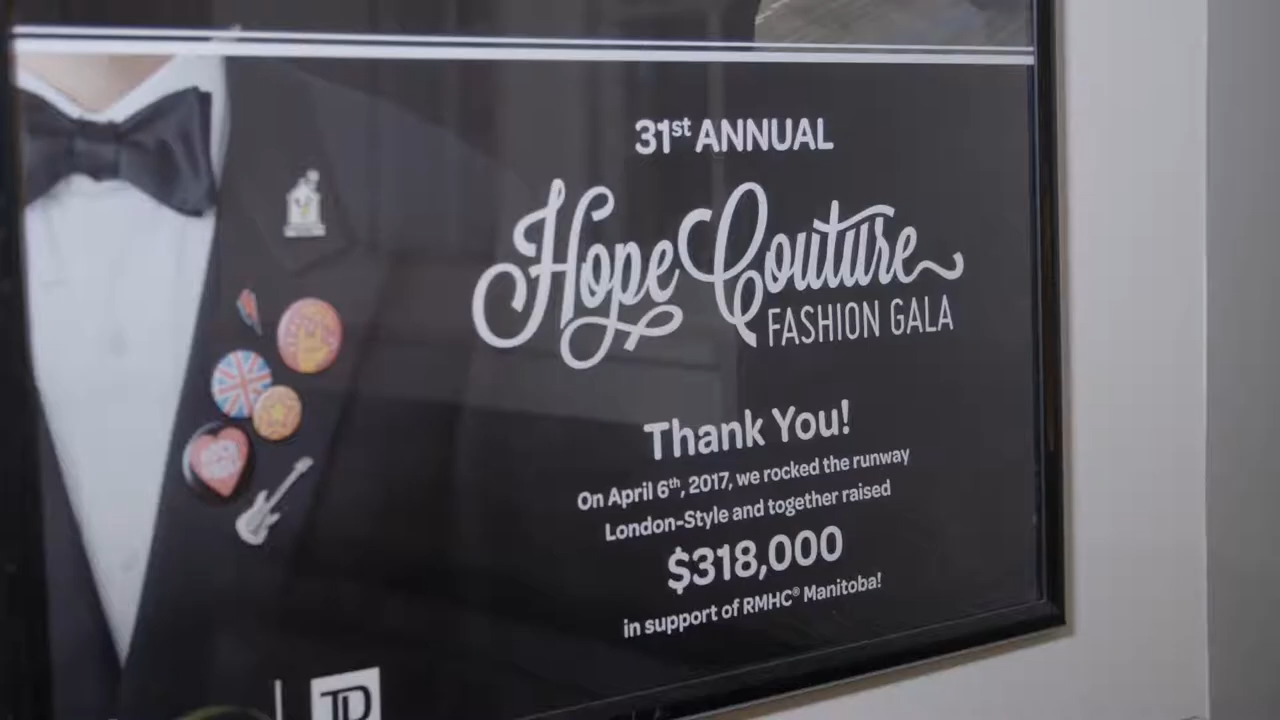 31st ANNUAL
Hope Couture
FASHION GALA
Thank You!
On April 6th, 2017, we rocked the runway
London-Style and together raised
$318,000
in support of RMHC® Manitoba!
TD